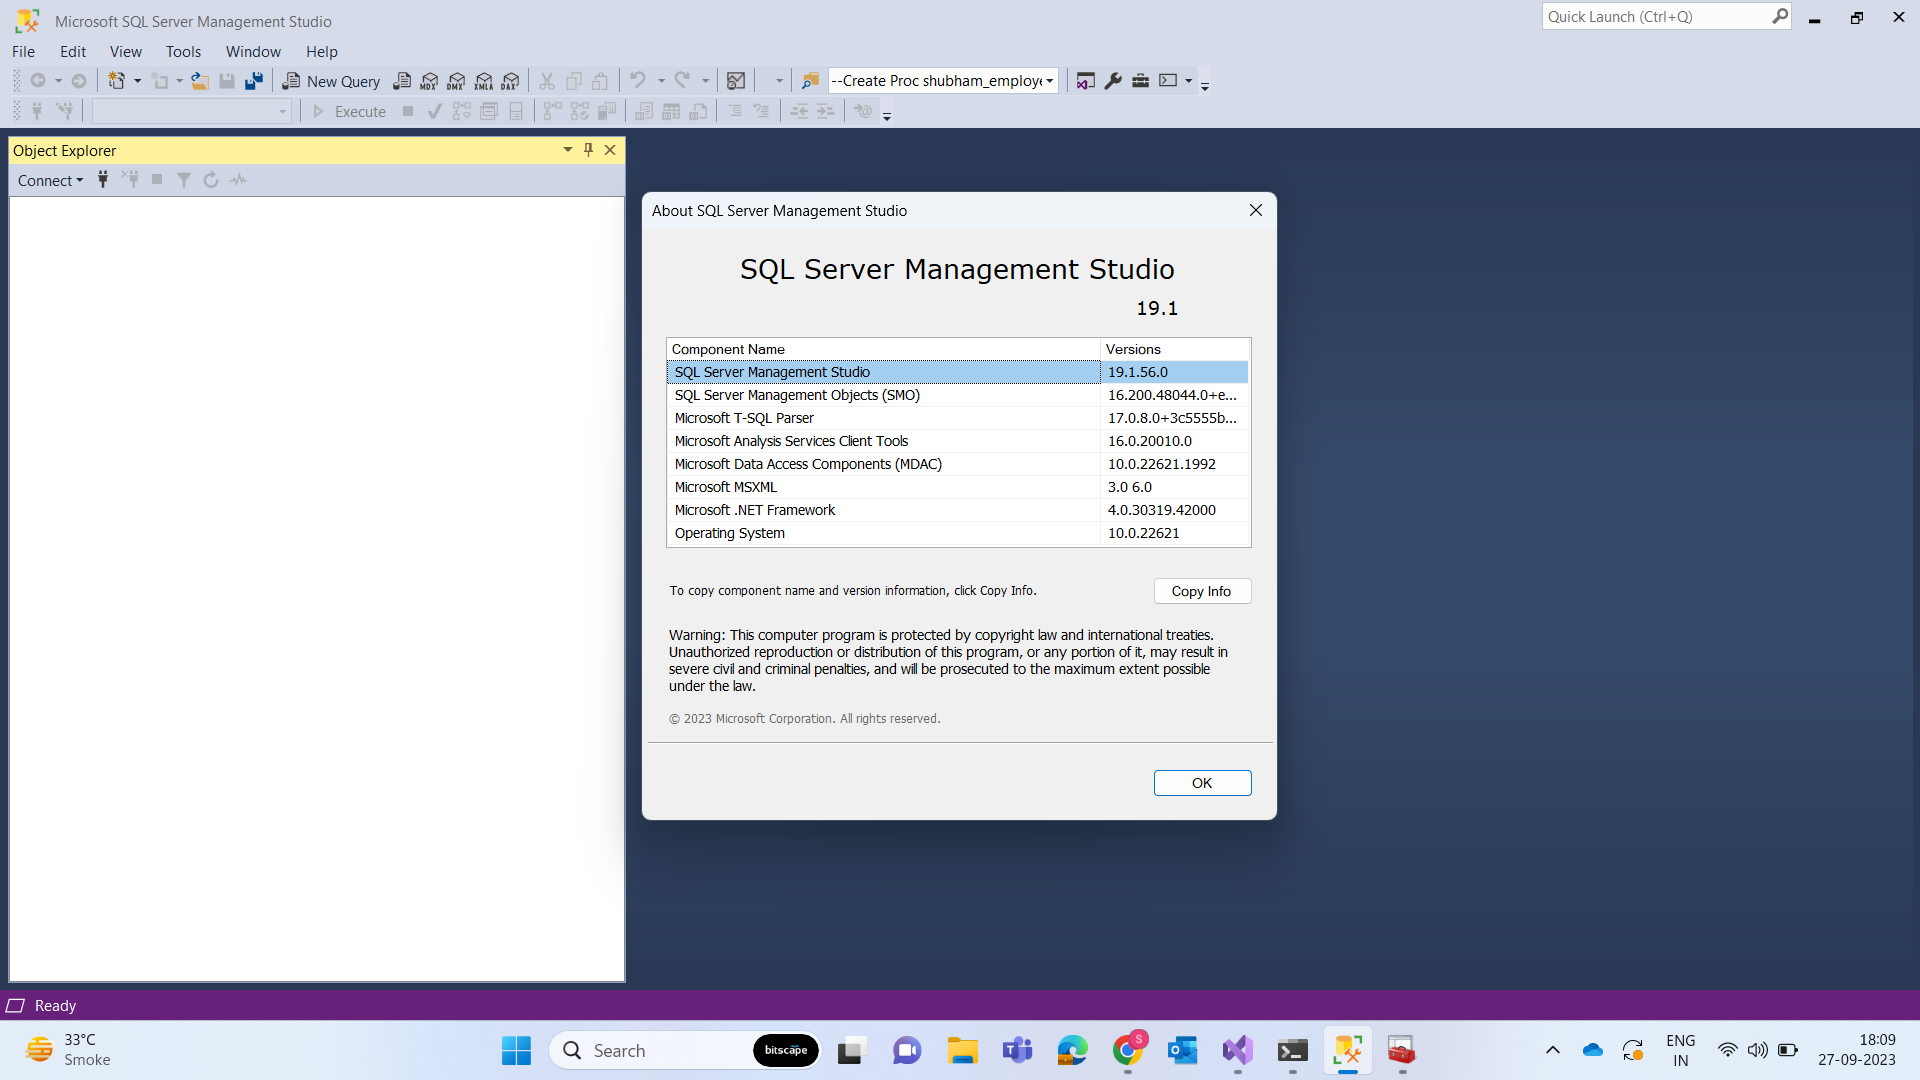 Microsoft SQL Server Management Studio
Quick Launch (Ctrl+Q)
File Edit View Tools Window Help
New Query MDX DMX XMLA DAX --Create Proc shubham_employe
Execute
Object Explorer
Connect
About SQL Server Management Studio
SQL Server Management Studio
19.1
Component Name Versions
SQL Server Management Studio 19.1.56.0
SQL Server Management Objects (SMO) 16.200.48044.0+e...
Microsoft T-SQL Parser 17.0.8.0+3c5555b...
Microsoft Analysis Services Client Tools 16.0.20010.0
Microsoft Data Access Components (MDAC) 10.0.22621.1992
Microsoft MSXML 3.0 6.0
Microsoft .NET Framework 4.0.30319.42000
Operating System 10.0.22621
To copy component name and version information, click Copy Info. Copy Info
Warning: This computer program is protected by copyright law and international treaties.
Unauthorized reproduction or distribution of this program, or any portion of it, may result in
severe civil and criminal penalties, and will be prosecuted to the maximum extent possible
under the law.
© 2023 Microsoft Corporation. All rights reserved.
OK
Ready
33°C
Smoke
Search
bitscape
S
ENG
IN
18:09
27-09-2023